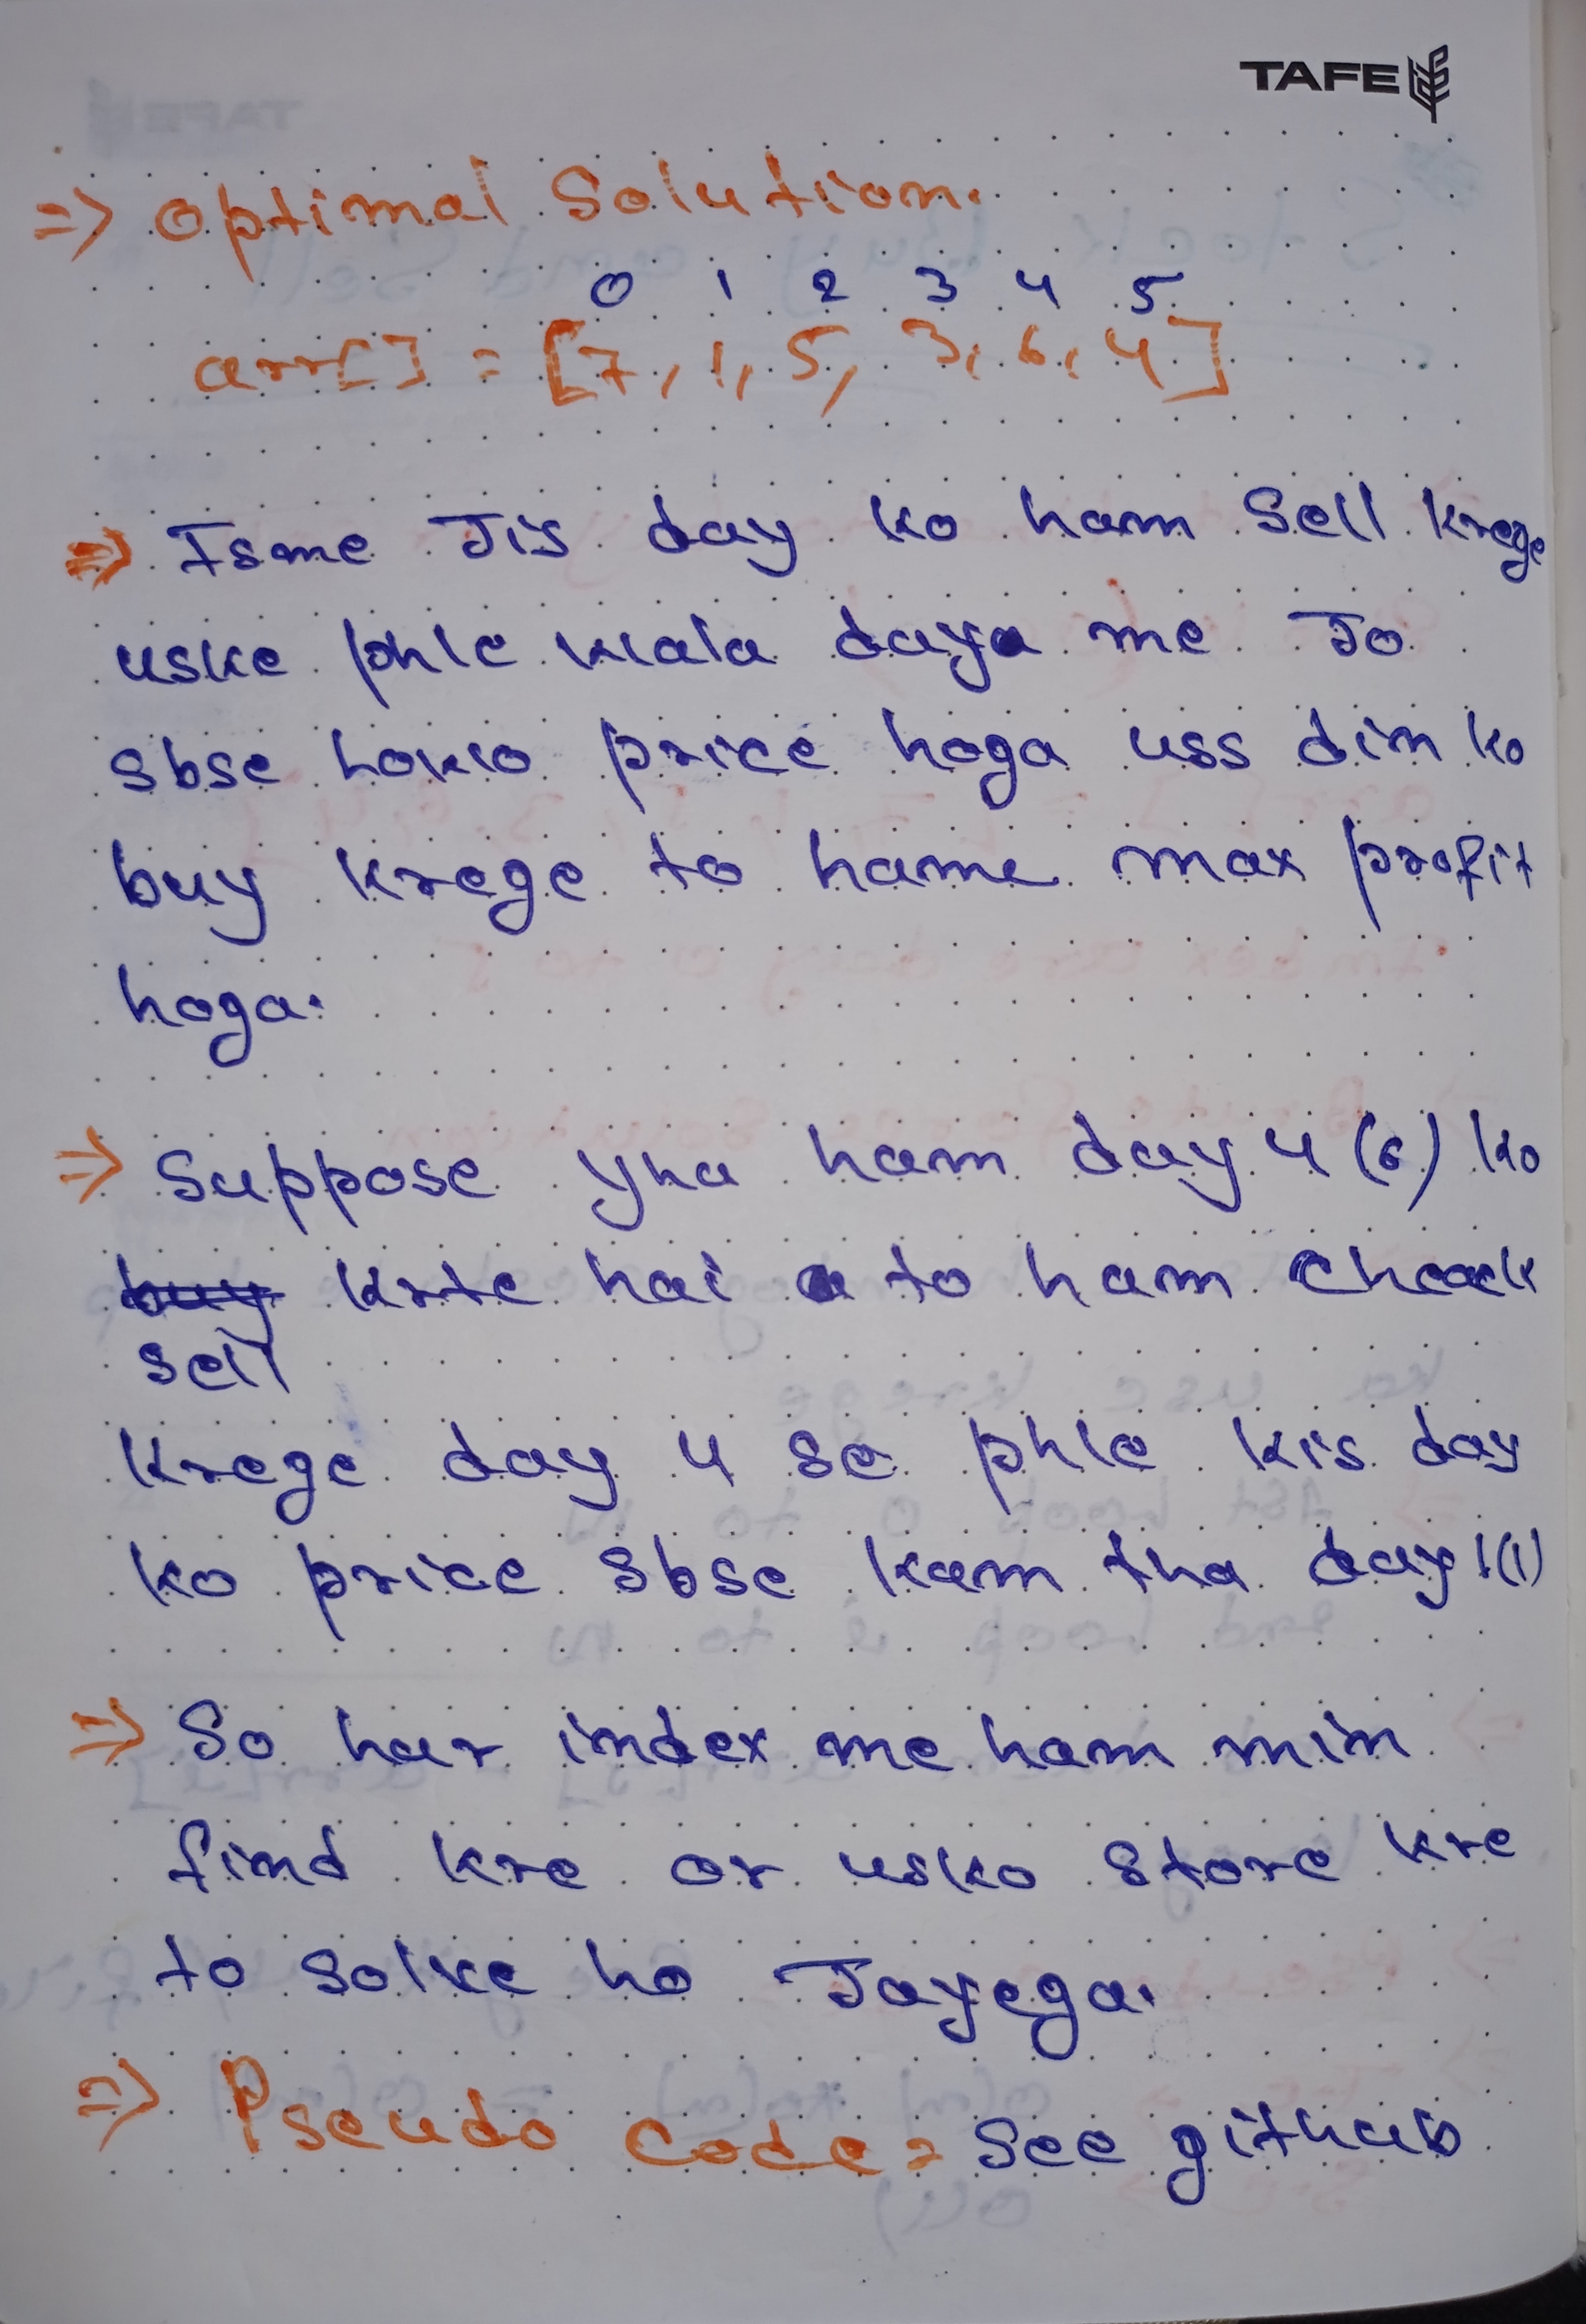 TAFE
=> Optimal Solution.
0 1 2 3 4 5
arr[] = [7, 1, 5, 3, 6, 4]
=> Isme Jis day ko ham Sell krege
uske phle wala daya me Jo
sbse lowo price hoga uss din ko
buy krege to hame max profit
hoga.
=> Suppose yha ham day 4 (6) ko
buy krte hai to ham cheack
sell
krege day 4 se phle kis day
ko price sbse kam tha day 1(1)
=> So har index me ham min
find kre or usko store kre
to solve ho Jayega.
=> Pseudo Code = See github